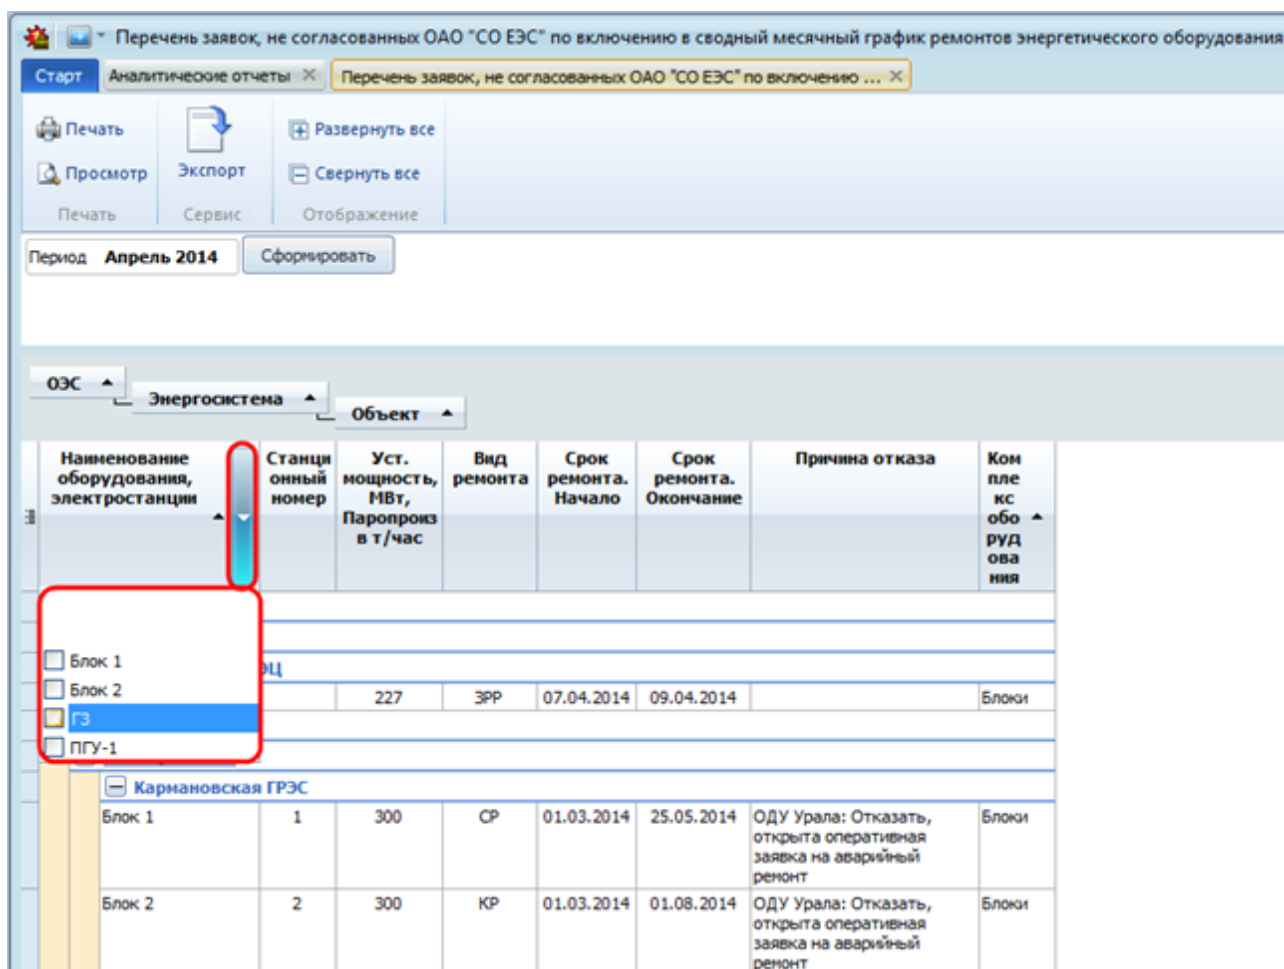 Перечень заявок, не согласованных ОАО "СО ЕЭС" по включению в сводный месячный график ремонтов энергетического оборудования
Старт Аналитические отчеты Перечень заявок, не согласованных ОАО "СО ЕЭС" по включению ...
Печать
Просмотр
Экспорт
Развернуть все
Свернуть все
Печать Сервис Отображение
Период Апрель 2014 Сформировать
ОЭС
Энергосистема
Объект
Наименование
оборудования,
электростанции
Станци
онный
номер
Уст.
мощность,
МВт,
Паропроиз
в т/час
Вид
ремонта
Срок
ремонта.
Начало
Срок
ремонта.
Окончание
Причина отказа
Ком
пле
кс
обо
руд
ова
ния
Блок 1
Блок 2
ГЗ
ПГУ-1
ЭЦ
227 ЗРР 07.04.2014 09.04.2014 Блоки
Кармановская ГРЭС
Блок 1 1 300 СР 01.03.2014 25.05.2014 ОДУ Урала: Отказать, Блоки
открыта оперативная
заявка на аварийный
ремонт
Блок 2 2 300 КР 01.03.2014 01.08.2014 ОДУ Урала: Отказать, Блоки
открыта оперативная
заявка на аварийный
ремонт